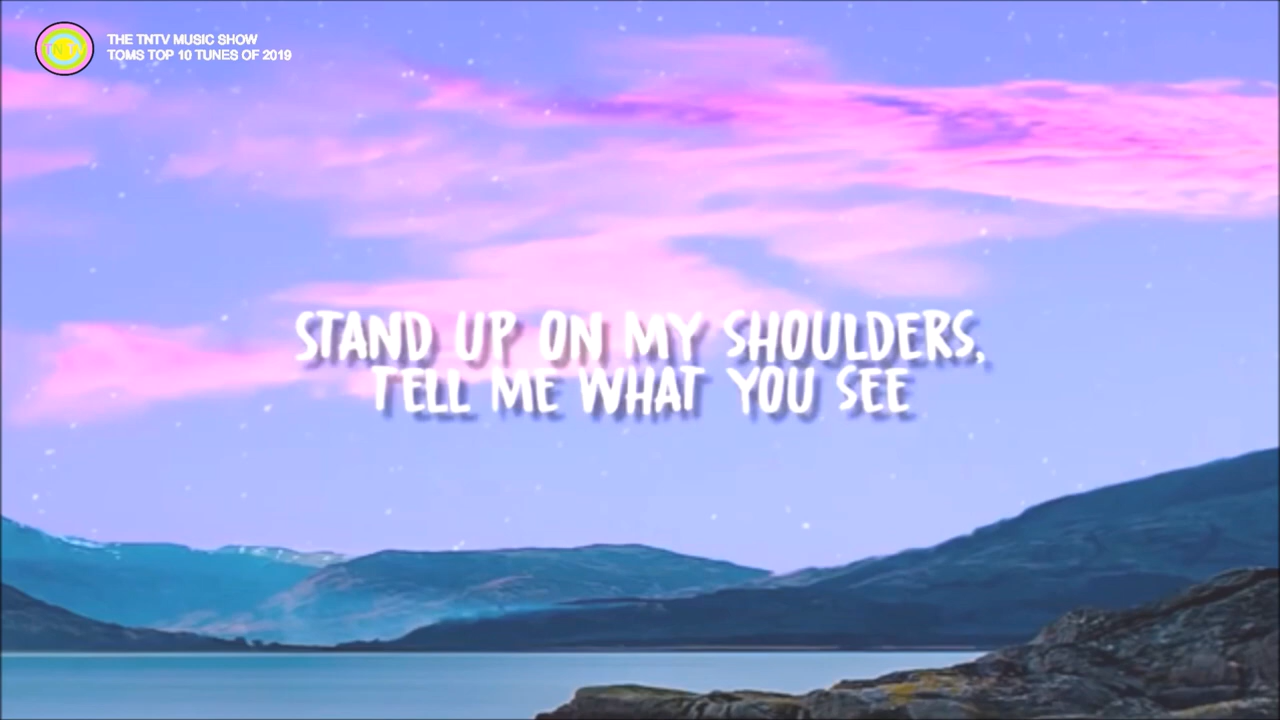 TNTV
THE TNTV MUSIC SHOW
TOMS TOP 10 TUNES OF 2019
STAND UP ON MY SHOULDERS,
TELL ME WHAT YOU SEE